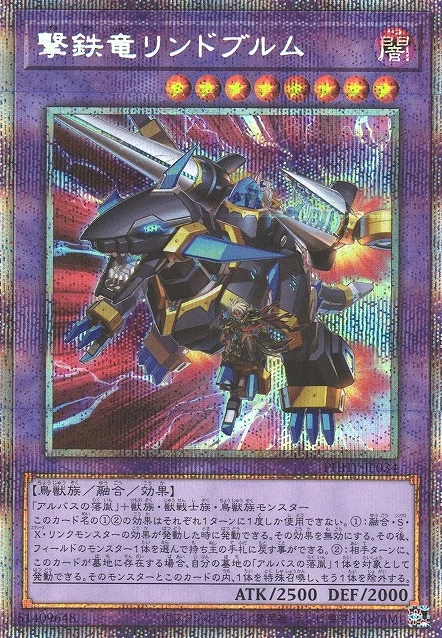 撃鉄竜リンドブルム
闇
PHHY-JP034
【鳥獣族/融合/効果】
「アルバスの落胤」+獣族・獣戦士族・鳥獣族モンスター
このカード名の①②の効果はそれぞれ1ターンに1度しか使用できない。①:融合・S・
X・リンクモンスターの効果が発動した時に発動できる。その効果を無効にする。その後、
フィールドのモンスター1体を選んで持ち主の手札に戻す事ができる。②:相手ターンに、
このカードが墓地に存在する場合、自分の墓地の「アルバスの落胤」1体を対象として
発動できる。そのモンスターとこのカードの内、1体を特殊召喚し、もう1体を除外する。
ATK/2500 DEF/2000
51409648